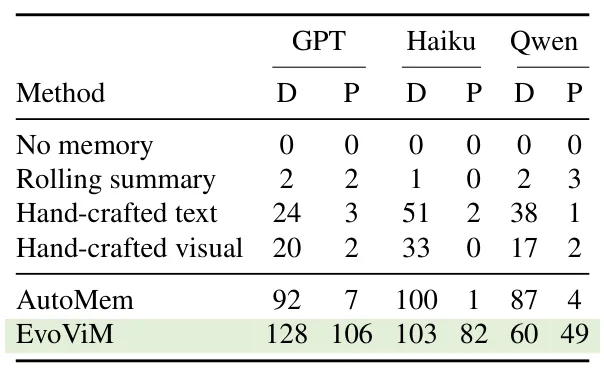 GPT Haiku Qwen
Method D P D P D P
No memory 0 0 0 0 0 0
Rolling summary 2 2 1 0 2 3
Hand-crafted text 24 3 51 2 38 1
Hand-crafted visual 20 2 33 0 17 2
AutoMem 92 7 100 1 87 4
EvoViM 128 106 103 82 60 49